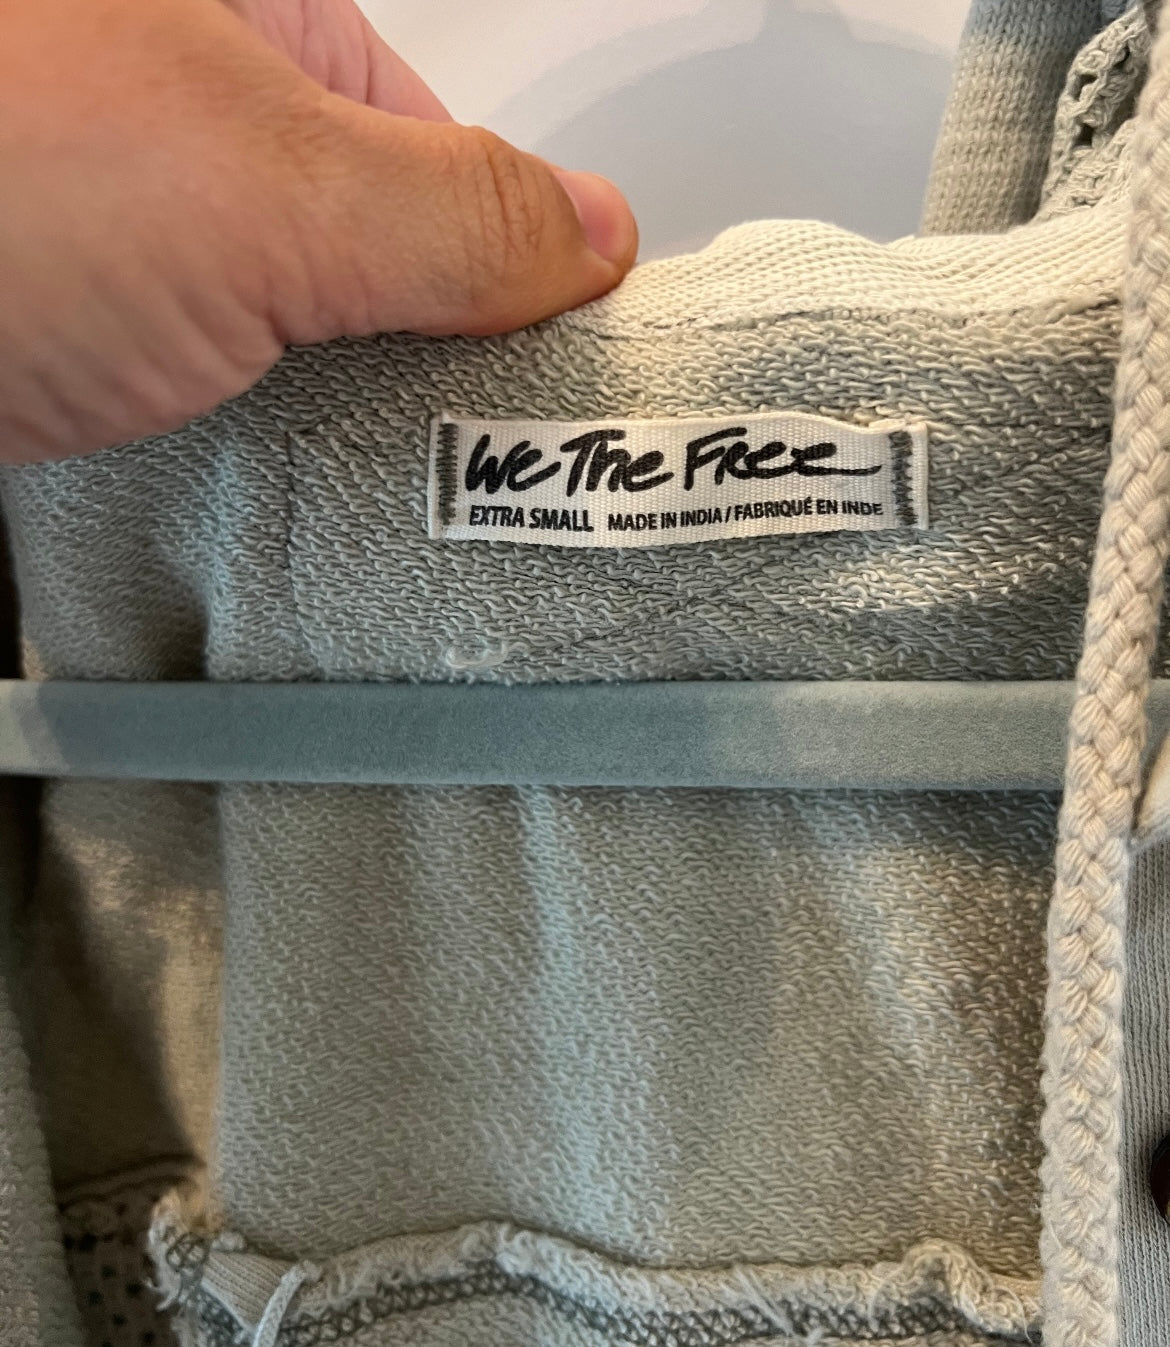 We The Free
EXTRA SMALL MADE IN INDIA / FABRIQUÉ EN INDE